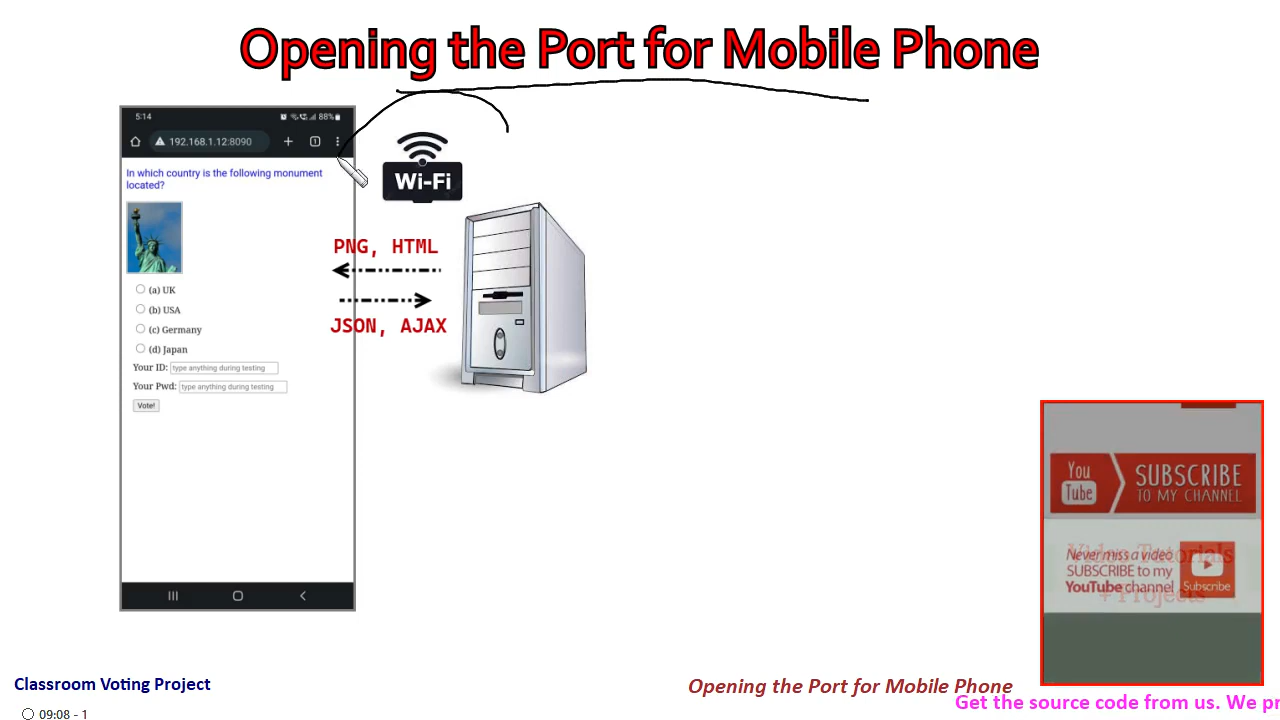 Opening the Port for Mobile Phone
5:14
88%
192.168.1.12:8090
1
In which country is the following monument
located?
(a) UK
(b) USA
(c) Germany
(d) Japan
Your ID: type anything during testing
Your Pwd: type anything during testing
Vote!
Wi-Fi
PNG, HTML
JSON, AJAX
You
Tube
SUBSCRIBE
TO MY CHANNEL
Video Tutorials
+ Projects
Never miss a video
SUBSCRIBE to my
YouTube channel
Subscribe
Classroom Voting Project
Opening the Port for Mobile Phone
Get the source code from us. We pr
09:08 - 1